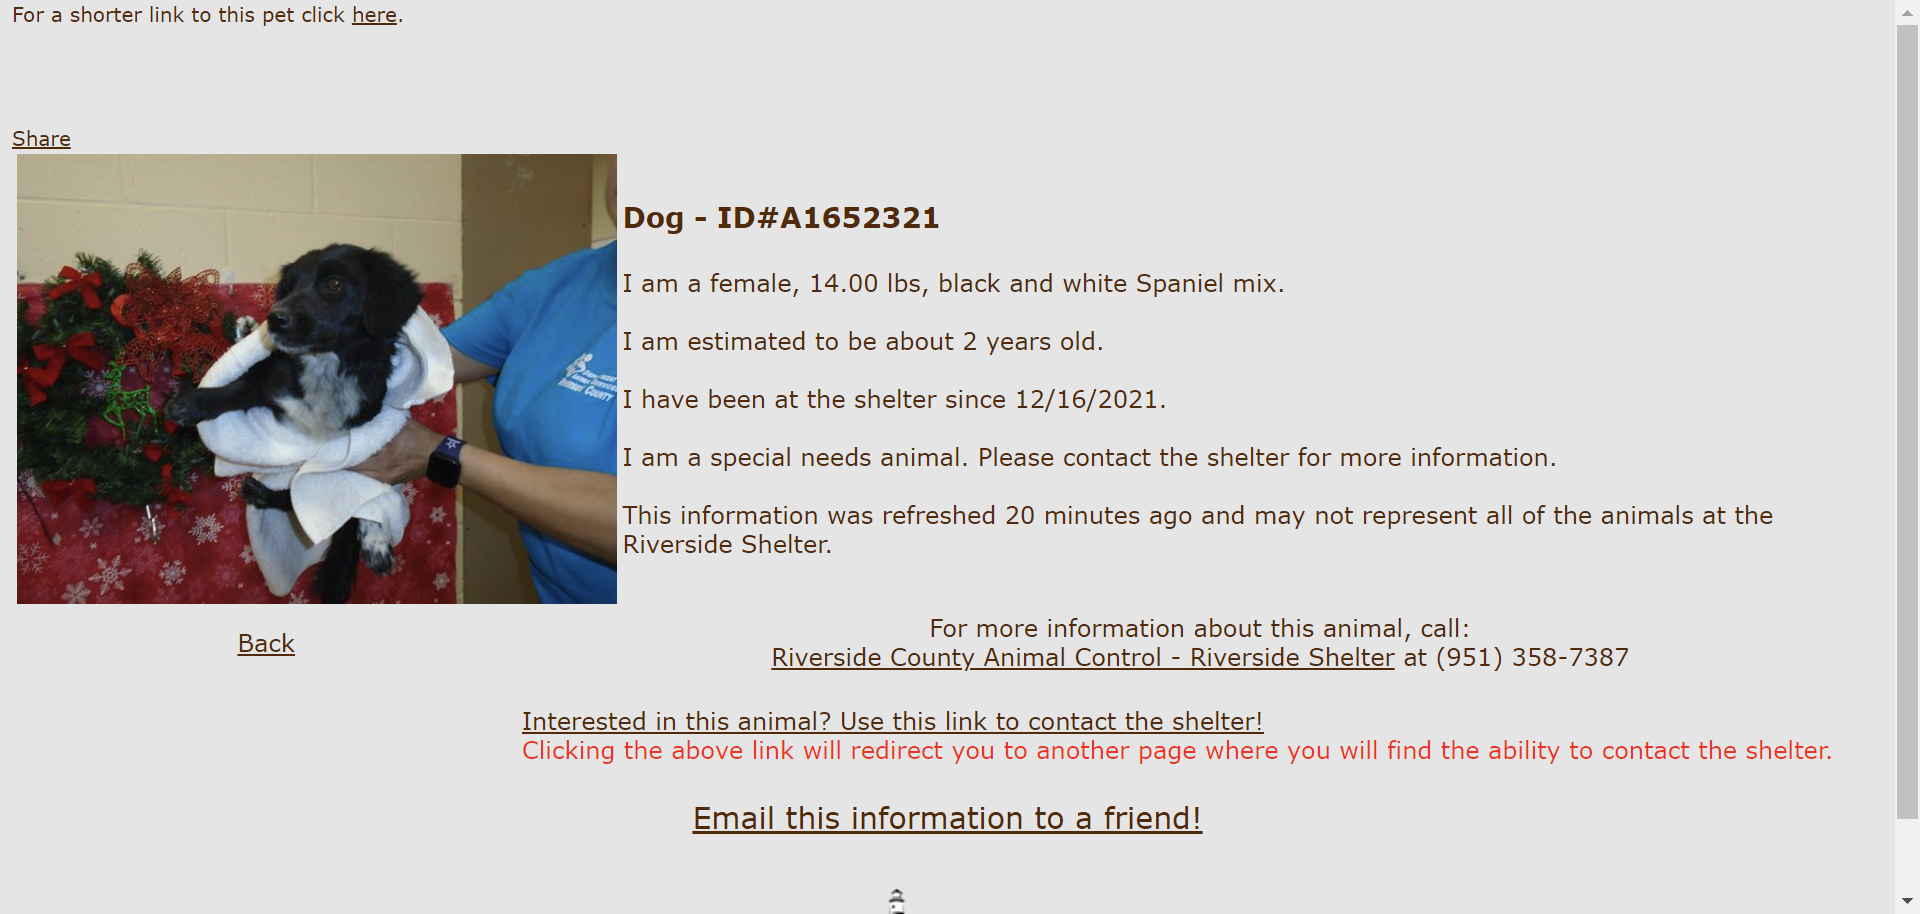 For a shorter link to this pet click here.
Share
Dog - ID#A1652321
I am a female, 14.00 lbs, black and white Spaniel mix.
I am estimated to be about 2 years old.
I have been at the shelter since 12/16/2021.
I am a special needs animal. Please contact the shelter for more information.
This information was refreshed 20 minutes ago and may not represent all of the animals at the
Riverside Shelter.
Back
For more information about this animal, call:
Riverside County Animal Control - Riverside Shelter at (951) 358-7387
Interested in this animal? Use this link to contact the shelter!
Clicking the above link will redirect you to another page where you will find the ability to contact the shelter.
Email this information to a friend!